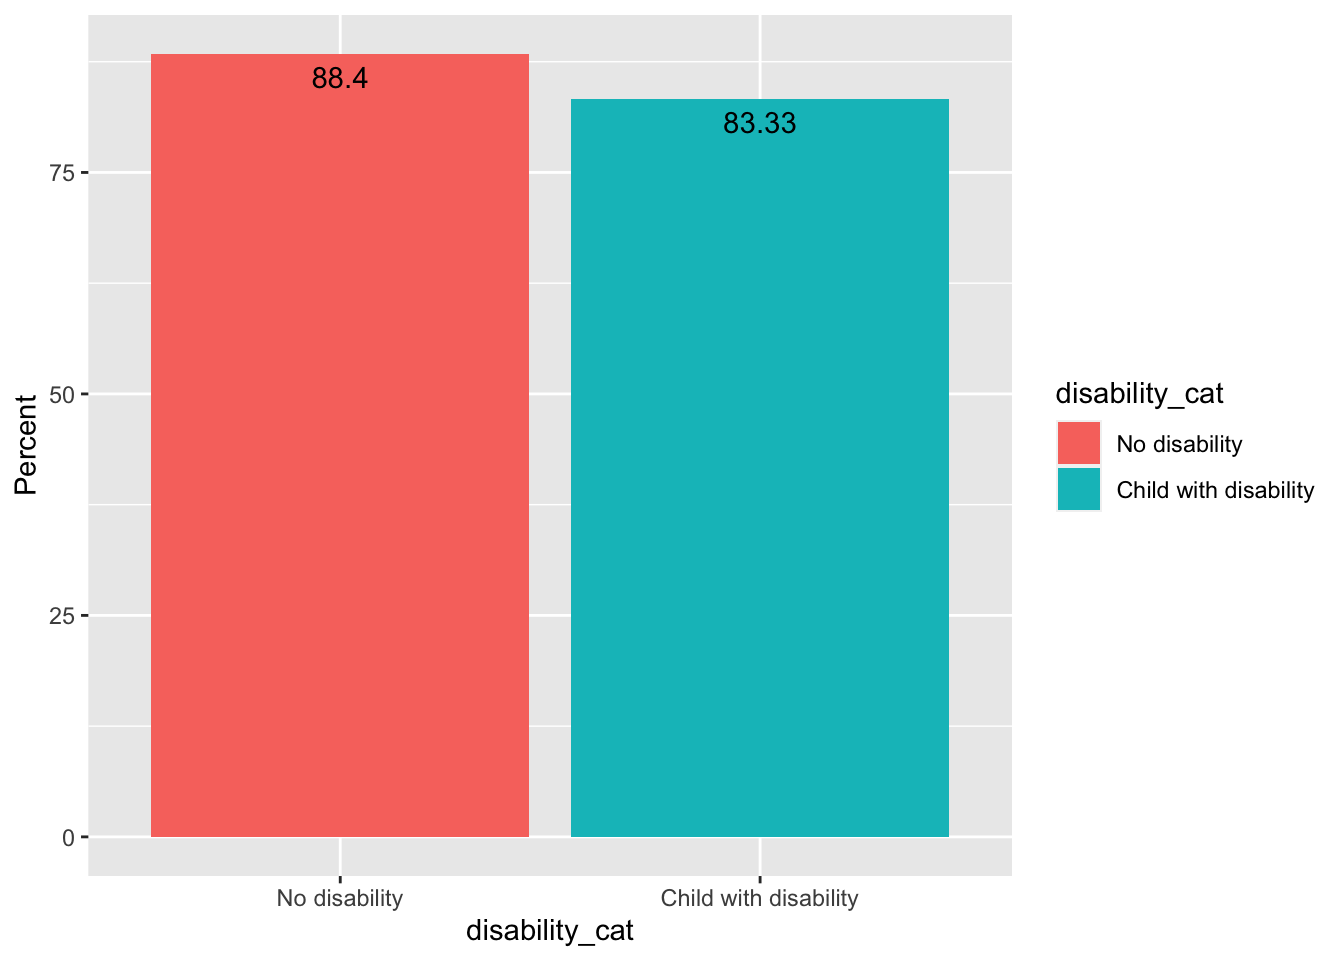 88.4
83.33
75
50
25
0
Percent
No disability
Child with disability
disability_cat
disability_cat
No disability
Child with disability